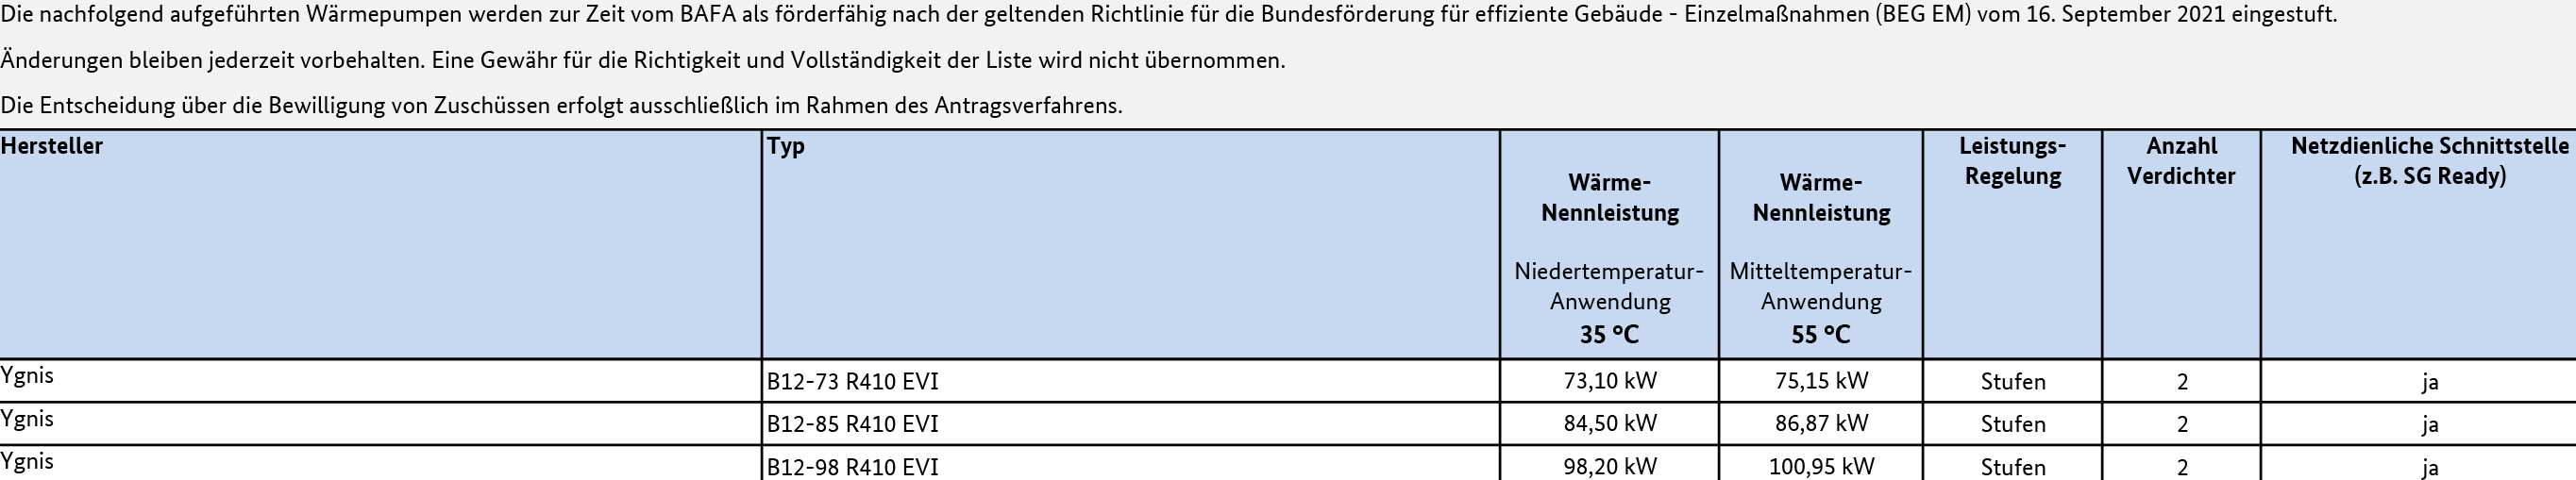 Die nachfolgend aufgeführten Wärmepumpen werden zur Zeit vom BAFA als förderfähig nach der geltenden Richtlinie für die Bundesförderung für effiziente Gebäude - Einzelmaßnahmen (BEG EM) vom 16. September 2021 eingestuft.
Änderungen bleiben jederzeit vorbehalten. Eine Gewähr für die Richtigkeit und Vollständigkeit der Liste wird nicht übernommen.
Die Entscheidung über die Bewilligung von Zuschüssen erfolgt ausschließlich im Rahmen des Antragsverfahrens.
Hersteller
Typ
Wärme-
Nennleistung
Niedertemperatur-
Anwendung
35 °C
Wärme-
Nennleistung
Mitteltemperatur-
Anwendung
55 °C
Leistungs-
Regelung
Anzahl
Verdichter
Netzdienliche Schnittstelle
(z.B. SG Ready)
Ygnis B12-73 R410 EVI 73,10 kW 75,15 kW Stufen 2 ja
Ygnis B12-85 R410 EVI 84,50 kW 86,87 kW Stufen 2 ja
Ygnis B12-98 R410 EVI 98,20 kW 100,95 kW Stufen 2 ja